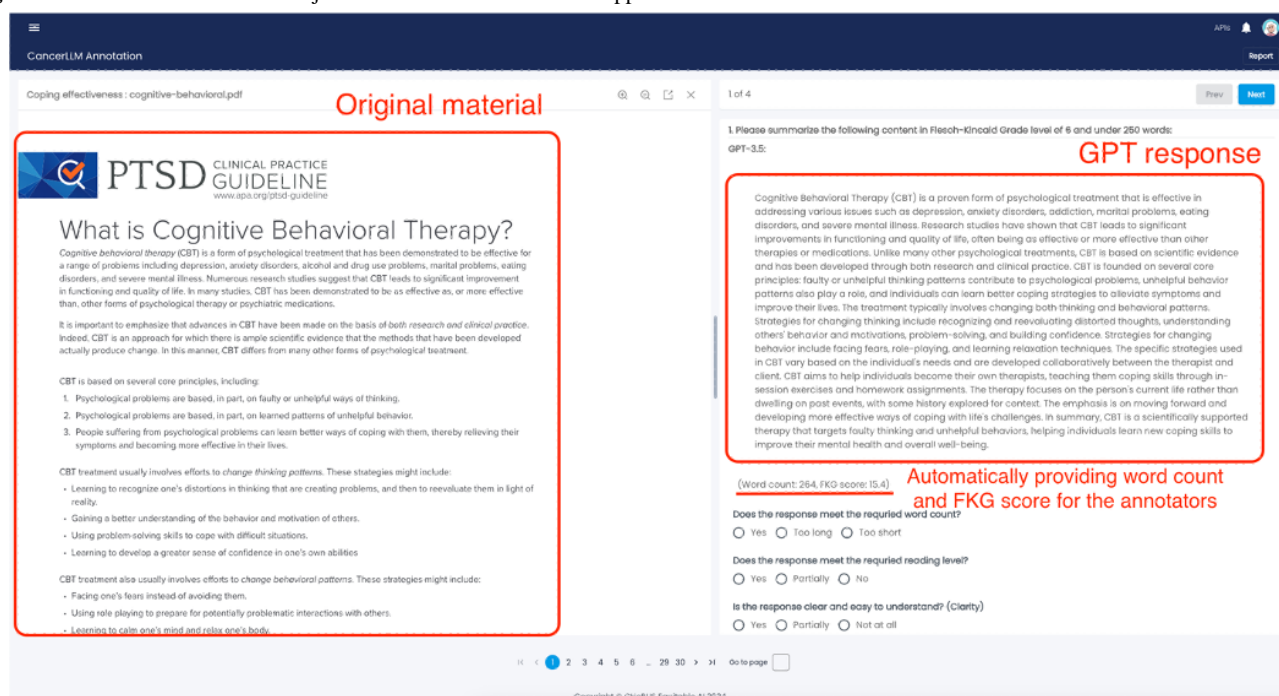 APIs
CancerLLM Annotation
Report
Coping effectiveness : cognitive-behavioral.pdf
Original material
PTSD CLINICAL PRACTICE
GUIDELINE
www.apa.org/ptsd-guideline
What is Cognitive Behavioral Therapy?
Cognitive behavioral therapy (CBT) is a form of psychological treatment that has been demonstrated to be effective for
a range of problems including depression, anxiety disorders, alcohol and drug use problems, marital problems, eating
disorders, and severe mental illness. Numerous research studies suggest that CBT leads to significant improvement
in functioning and quality of life. In many studies, CBT has been demonstrated to be as effective as, or more effective
than, other forms of psychological therapy or psychiatric medications.
It is important to emphasize that advances in CBT have been made on the basis of both research and clinical practice.
Indeed, CBT is an approach for which there is ample scientific evidence that the methods that have been developed
actually produce change. In this manner, CBT differs from many other forms of psychological treatment.
CBT is based on several core principles, including:
1. Psychological problems are based, in part, on faulty or unhelpful ways of thinking.
2. Psychological problems are based, in part, on learned patterns of unhelpful behavior.
3. People suffering from psychological problems can learn better ways of coping with them, thereby relieving their
symptoms and becoming more effective in their lives.
CBT treatment usually involves efforts to change thinking patterns. These strategies might include:
• Learning to recognize one's distortions in thinking that are creating problems, and then to reevaluate them in light of
reality.
• Gaining a better understanding of the behavior and motivation of others.
• Using problem-solving skills to cope with difficult situations.
• Learning to develop a greater sense of confidence in one's own abilities
CBT treatment also usually involves efforts to change behavioral patterns. These strategies might include:
• Facing one's fears instead of avoiding them.
• Using role playing to prepare for potentially problematic interactions with others.
• Learning to calm one's mind and relax one's body.
1 of 4
Prev
Next
1. Please summarize the following content in Flesch-Kincaid Grade level of 6 and under 250 words:
GPT-3.5:
GPT response
Cognitive Behavioral Therapy (CBT) is a proven form of psychological treatment that is effective in
addressing various issues such as depression, anxiety disorders, addiction, marital problems, eating
disorders, and severe mental illness. Research studies have shown that CBT leads to significant
improvements in functioning and quality of life, often being as effective or more effective than other
therapies or medications. Unlike many other psychological treatments, CBT is based on scientific evidence
and has been developed through both research and clinical practice. CBT is founded on several core
principles: faulty or unhelpful thinking patterns contribute to psychological problems, unhelpful behavior
patterns also play a role, and individuals can learn better coping strategies to alleviate symptoms and
improve their lives. The treatment typically involves changing both thinking and behavioral patterns.
Strategies for changing thinking include recognizing and reevaluating distorted thoughts, understanding
others' behavior and motivations, problem-solving, and building confidence. Strategies for changing
behavior include facing fears, role-playing, and learning relaxation techniques. The specific strategies used
in CBT vary based on the individual's needs and are developed collaboratively between the therapist and
client. CBT aims to help individuals become their own therapists, teaching them coping skills through in-
session exercises and homework assignments. The therapy focuses on the person's current life rather than
dwelling on past events, with some history explored for context. The emphasis is on moving forward and
developing more effective ways of coping with life's challenges. In summary, CBT is a scientifically supported
therapy that targets faulty thinking and unhelpful behaviors, helping individuals learn new coping skills to
improve their mental health and overall well-being.
(Word count: 264, FKG score: 15.4)
Automatically providing word count
and FKG score for the annotators
Does the response meet the requried word count?
Yes Too long Too short
Does the response meet the requried reading level?
Yes Partially No
Is the response clear and easy to understand? (Clarity)
Yes Partially Not at all
1 2 3 4 5 6 … 29 30 Go to page